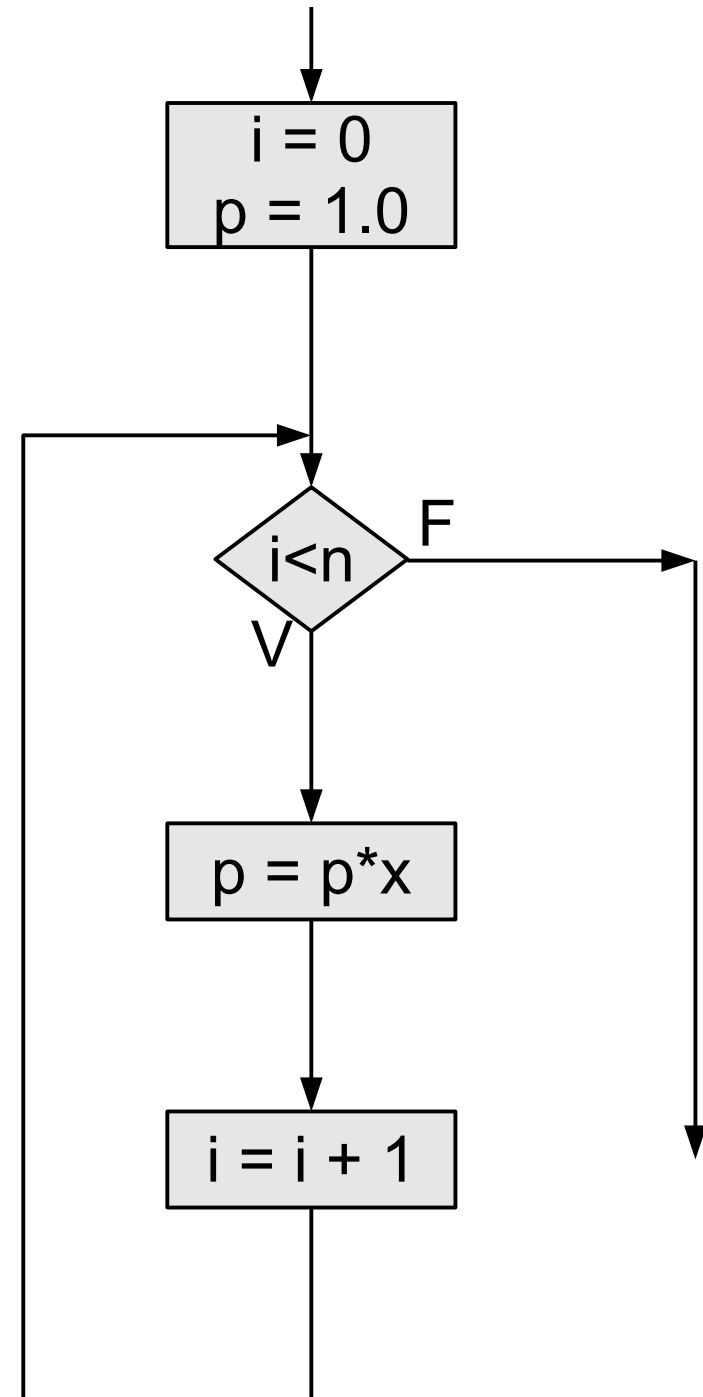 i = 0
p = 1.0
i<n
F
V
p = p*x
i = i + 1